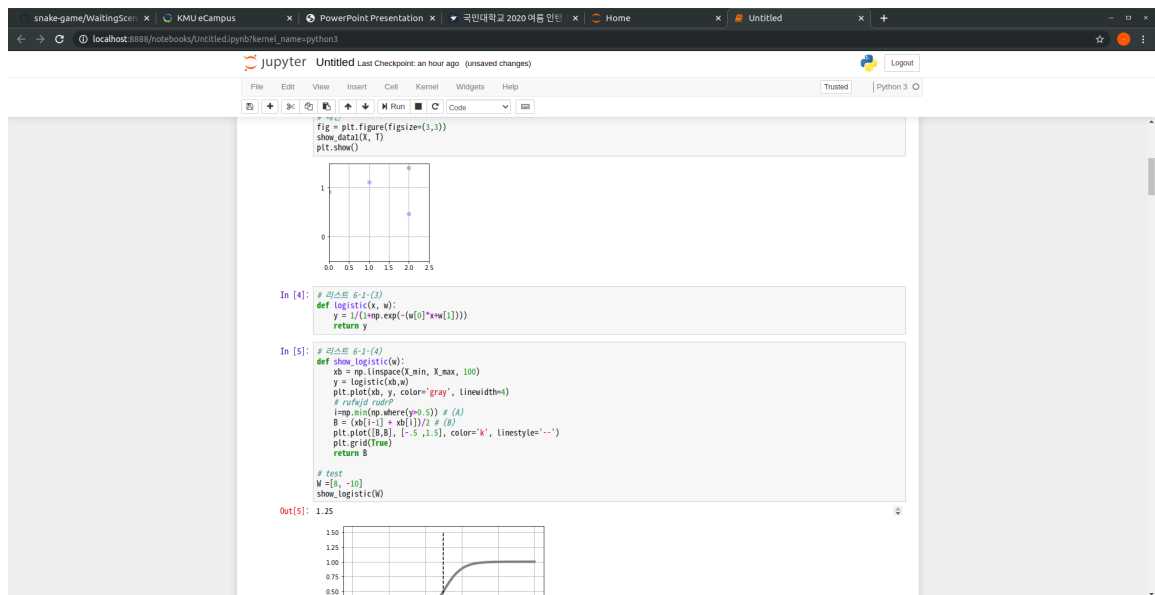 snake-game/WaitingScen
KMU eCampus
PowerPoint Presentation
국민대학교 2020 여름 인턴
Home
Untitled
localhost:8888/notebooks/Untitled.ipynb?kernel_name=python3
jupyter Untitled Last Checkpoint: an hour ago (unsaved changes)
Logout
File Edit View Insert Cell Kernel Widgets Help
Trusted
Python 3
Run
Code
fig = plt.figure(figsize=(3,3))
show_data1(X, T)
plt.show()
1
0
0.0 0.5 1.0 1.5 2.0 2.5
In [4]: # 리스트 6-1-(3)
def logistic(x, w):
y = 1/(1+np.exp(-(w[0]*x+w[1])))
return y
In [5]: # 리스트 6-1-(4)
def show_logistic(w):
xb = np.linspace(X_min, X_max, 100)
y = logistic(xb,w)
plt.plot(xb, y, color='gray', linewidth=4)
# rufwjd rudrP
i=np.min(np.where(y>0.5)) # (A)
B = (xb[i-1] + xb[i])/2 # (B)
plt.plot([B,B], [-.5 ,1.5], color='k', linestyle='--')
plt.grid(True)
return B
# test
W =[8, -10]
show_logistic(W)
Out[5]: 1.25
1.50
1.25
1.00
0.75
0.50